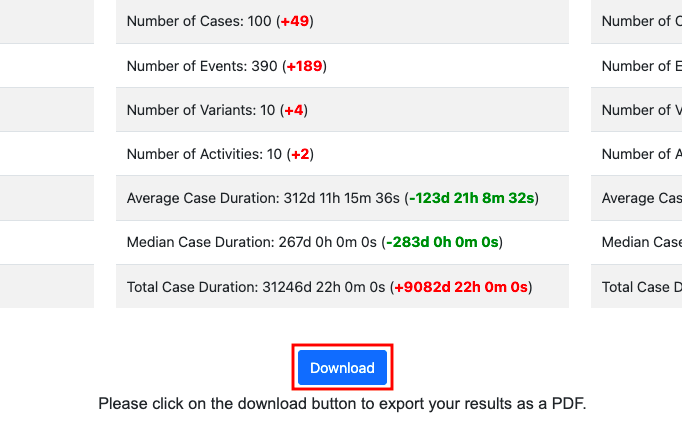 Number of Cases: 100 (+49)
Number of Events: 390 (+189)
Number of Variants: 10 (+4)
Number of Activities: 10 (+2)
Average Case Duration: 312d 11h 15m 36s (-123d 21h 8m 32s)
Median Case Duration: 267d 0h 0m 0s (-283d 0h 0m 0s)
Total Case Duration: 31246d 22h 0m 0s (+9082d 22h 0m 0s)
Number of
Number of
Number of
Number of
Average
Median Case
Total Case
Download
Please click on the download button to export your results as a PDF.